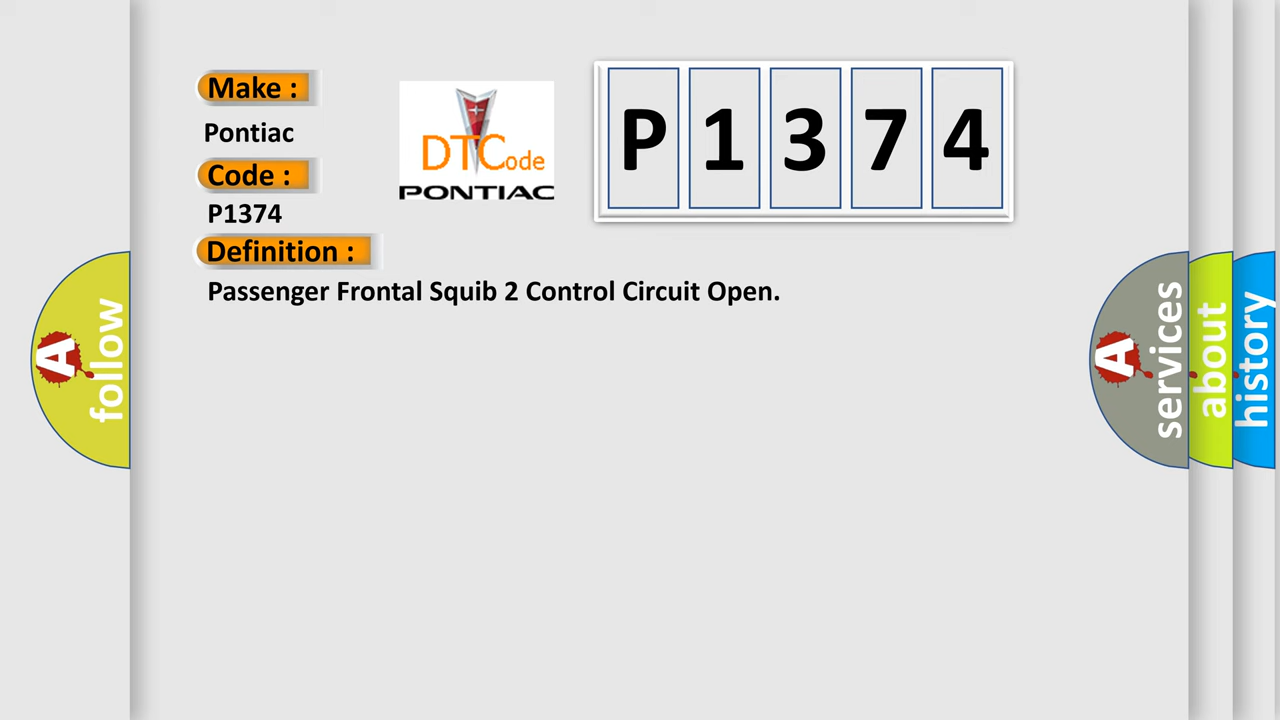 Make :
Pontiac
Code :
P1374
Definition :
Passenger Frontal Squib 2 Control Circuit Open.
DTCode
PONTIAC
P 1 3 7 4
A follow
A services
about
history